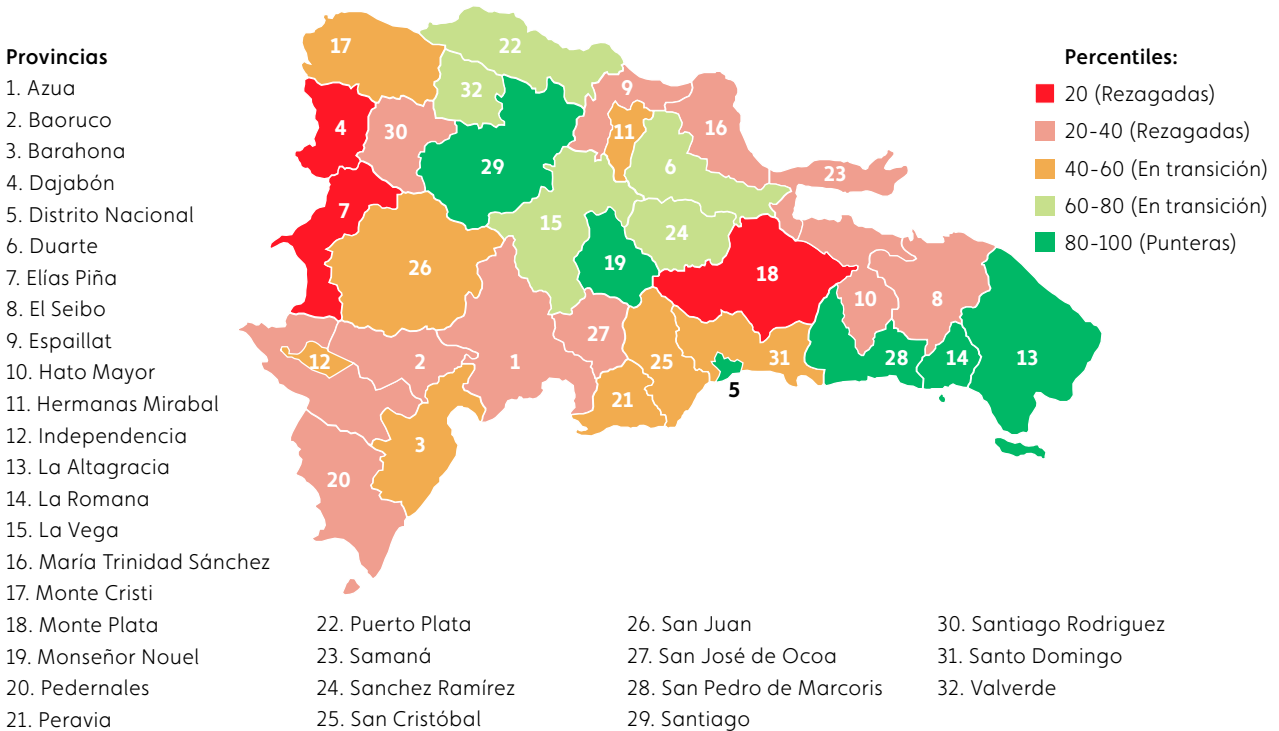 Provincias
1. Azua
2. Baoruco
3. Barahona
4. Dajabón
5. Distrito Nacional
6. Duarte
7. Elías Piña
8. El Seibo
9. Espaillat
10. Hato Mayor
11. Hermanas Mirabal
12. Independencia
13. La Altagracia
14. La Romana
15. La Vega
16. María Trinidad Sánchez
17. Monte Cristi
18. Monte Plata
19. Monseñor Nouel
20. Pedernales
21. Peravia
22. Puerto Plata
23. Samaná
24. Sanchez Ramírez
25. San Cristóbal
26. San Juan
27. San José de Ocoa
28. San Pedro de Marcoris
29. Santiago
30. Santiago Rodriguez
31. Santo Domingo
32. Valverde
17
22
32
9
4
30
11
16
29
6
23
7
15
24
26
19
18
10
8
27
12
2
1
25
31
28
14
13
5
21
3
20
Percentiles:
20 (Rezagadas)
20-40 (Rezagadas)
40-60 (En transición)
60-80 (En transición)
80-100 (Punteras)